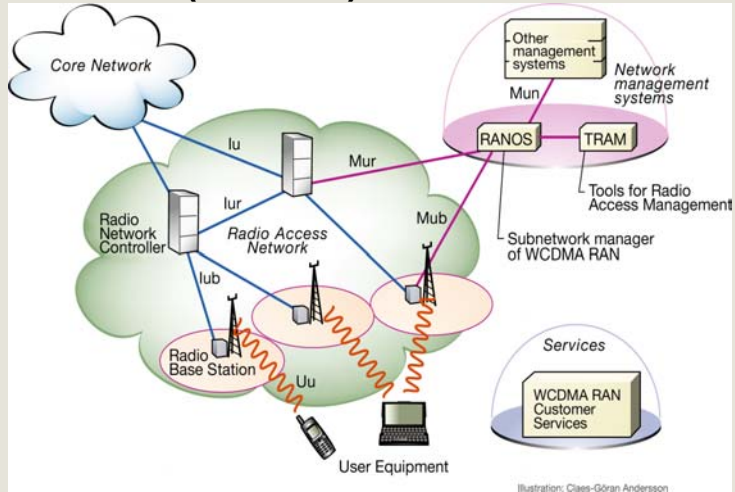 Core Network
Other
management
systems
Network
management
systems
Mun
Iu
Mur
RANOS
TRAM
Iur
Tools for Radio
Access Management
Radio
Network
Controller
Radio Access
Network
Mub
Subnetwork manager
of WCDMA RAN
Iub
Services
Radio
Base Station
Uu
WCDMA RAN
Customer
Services
User Equipment
Illustration: Claes-Göran Andersson